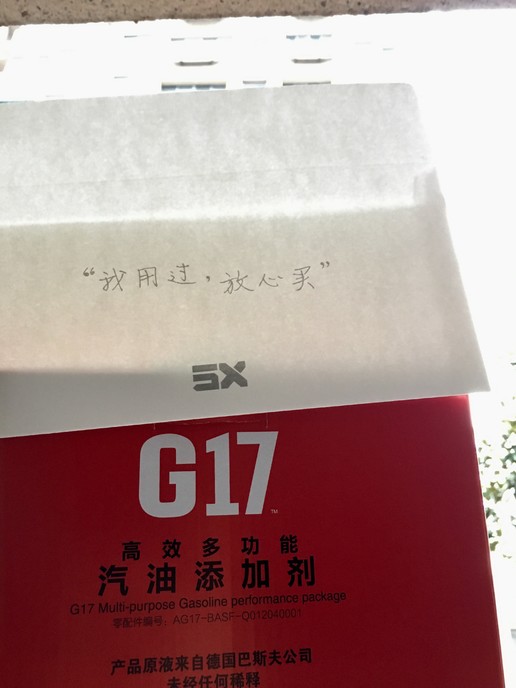 “我用过，放心买”
5X
G17™
高效多功能
汽油添加剂
G17 Multi-purpose Gasoline performance package
零配件编号：AG17-BASF-Q012040001
产品原液来自德国巴斯夫公司
未经任何稀释